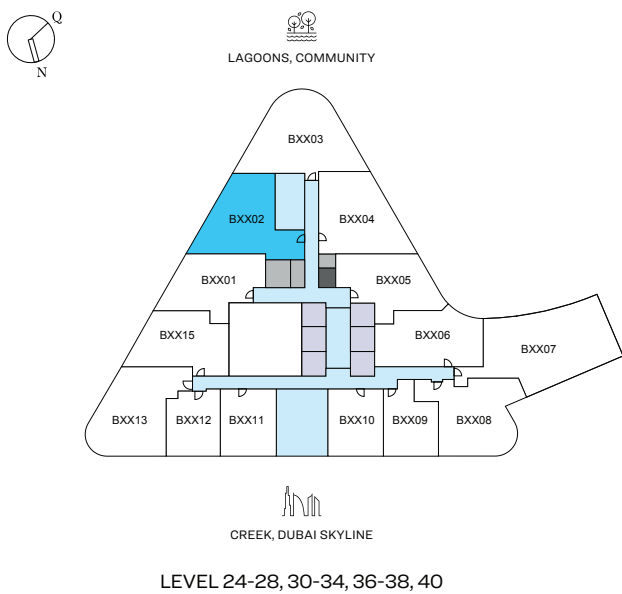 Q
N
LAGOONS, COMMUNITY
BXX03
BXX02
BXX04
BXX01
BXX05
BXX15
BXX06
BXX07
BXX13
BXX12
BXX11
BXX10
BXX09
BXX08
CREEK, DUBAI SKYLINE
LEVEL 24-28, 30-34, 36-38, 40